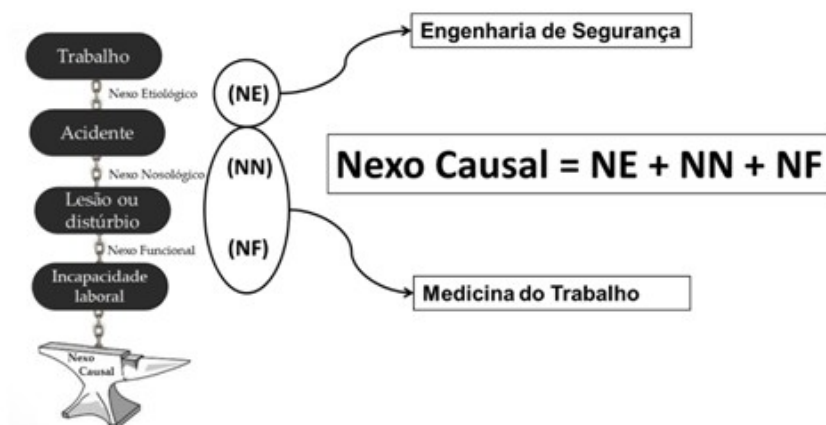 Trabalho
Nexo Etiológico
Acidente
Nexo Nosológico
Lesão ou
distúrbio
Nexo Funcional
Incapacidade
laboral
Nexo
Causal
(NE)
(NN)
(NF)
Engenharia de Segurança
Nexo Causal = NE + NN + NF
Medicina do Trabalho